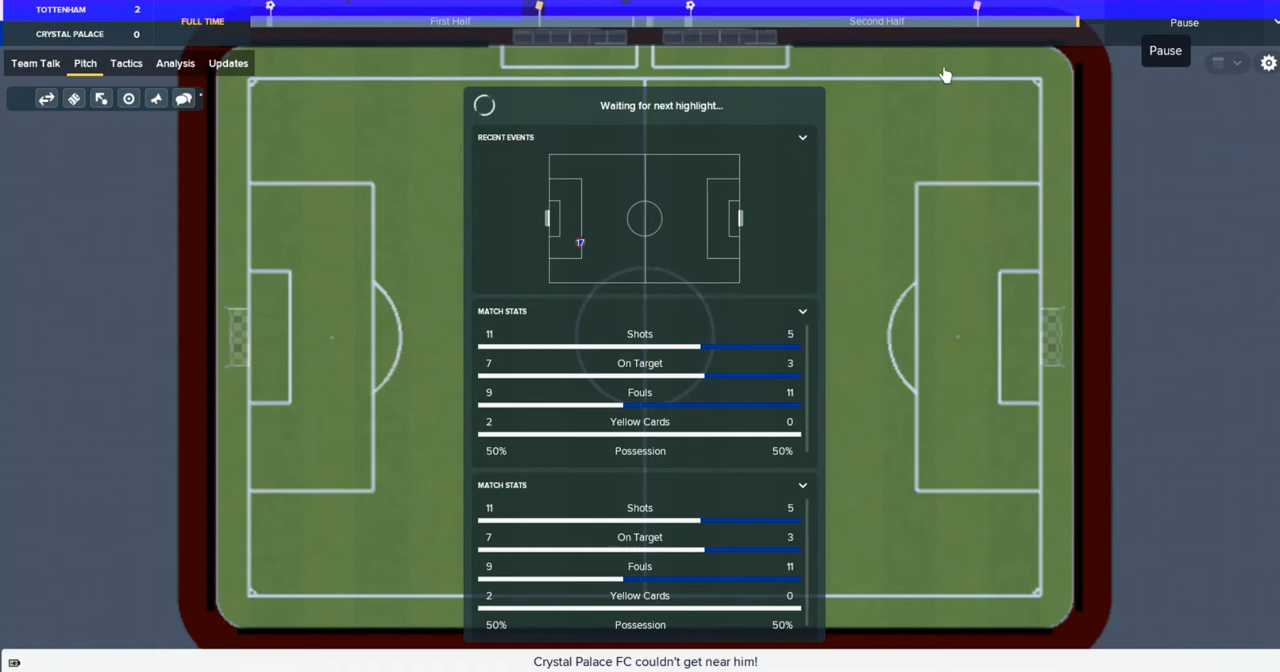 TOTTENHAM 2
FULL TIME
First Half
Second Half
Pause
CRYSTAL PALACE 0
Pause
Team Talk Pitch Tactics Analysis Updates
Waiting for next highlight...
RECENT EVENTS
17
MATCH STATS
11 Shots 5
7 On Target 3
9 Fouls 11
2 Yellow Cards 0
50% Possession 50%
MATCH STATS
11 Shots 5
7 On Target 3
9 Fouls 11
2 Yellow Cards 0
50% Possession 50%
Crystal Palace FC couldn't get near him!